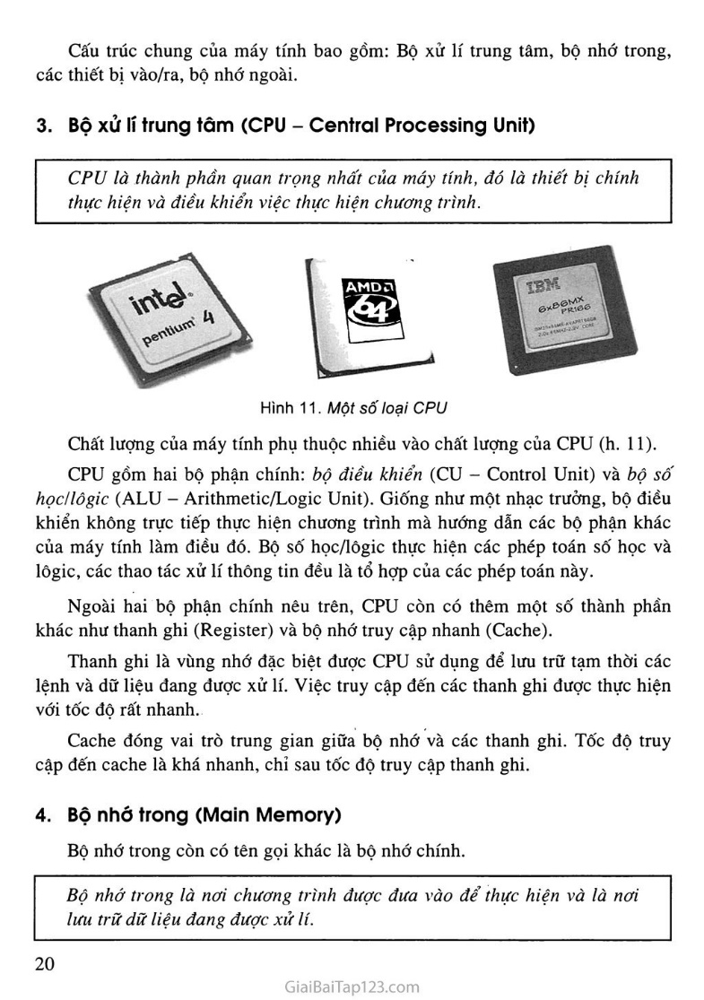 Cấu trúc chung của máy tính bao gồm: Bộ xử lí trung tâm, bộ nhớ trong,
các thiết bị vào/ra, bộ nhớ ngoài.
3. Bộ xử lí trung tâm (CPU – Central Processing Unit)
CPU là thành phần quan trọng nhất của máy tính, đó là thiết bị chính
thực hiện và điều khiển việc thực hiện chương trình.
intel
pentium 4
AMD
64
IBM
6x86MX
PR166
Hình 11. Một số loại CPU
Chất lượng của máy tính phụ thuộc nhiều vào chất lượng của CPU (h. 11).
CPU gồm hai bộ phận chính: bộ điều khiển (CU – Control Unit) và bộ số
học/lôgic (ALU – Arithmetic/Logic Unit). Giống như một nhạc trưởng, bộ điều
khiển không trực tiếp thực hiện chương trình mà hướng dẫn các bộ phận khác
của máy tính làm điều đó. Bộ số học/lôgic thực hiện các phép toán số học và
lôgic, các thao tác xử lí thông tin đều là tổ hợp của các phép toán này.
Ngoài hai bộ phận chính nêu trên, CPU còn có thêm một số thành phần
khác như thanh ghi (Register) và bộ nhớ truy cập nhanh (Cache).
Thanh ghi là vùng nhớ đặc biệt được CPU sử dụng để lưu trữ tạm thời các
lệnh và dữ liệu đang được xử lí. Việc truy cập đến các thanh ghi được thực hiện
với tốc độ rất nhanh.
Cache đóng vai trò trung gian giữa bộ nhớ và các thanh ghi. Tốc độ truy
cập đến cache là khá nhanh, chỉ sau tốc độ truy cập thanh ghi.
4. Bộ nhớ trong (Main Memory)
Bộ nhớ trong còn có tên gọi khác là bộ nhớ chính.
Bộ nhớ trong là nơi chương trình được đưa vào để thực hiện và là nơi
lưu trữ dữ liệu đang được xử lí.
20
GiaiBaiTap123.com